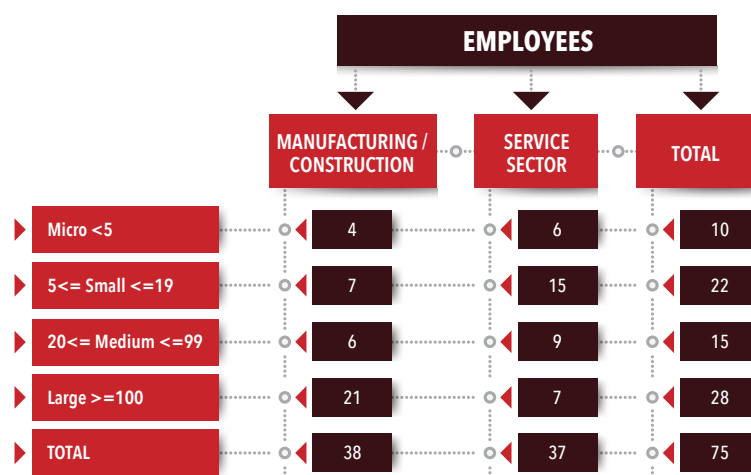 EMPLOYEES
MANUFACTURING /
CONSTRUCTION
SERVICE
SECTOR
TOTAL
Micro <5 4 6 10
5<= Small <=19 7 15 22
20<= Medium <=99 6 9 15
Large >=100 21 7 28
TOTAL 38 37 75